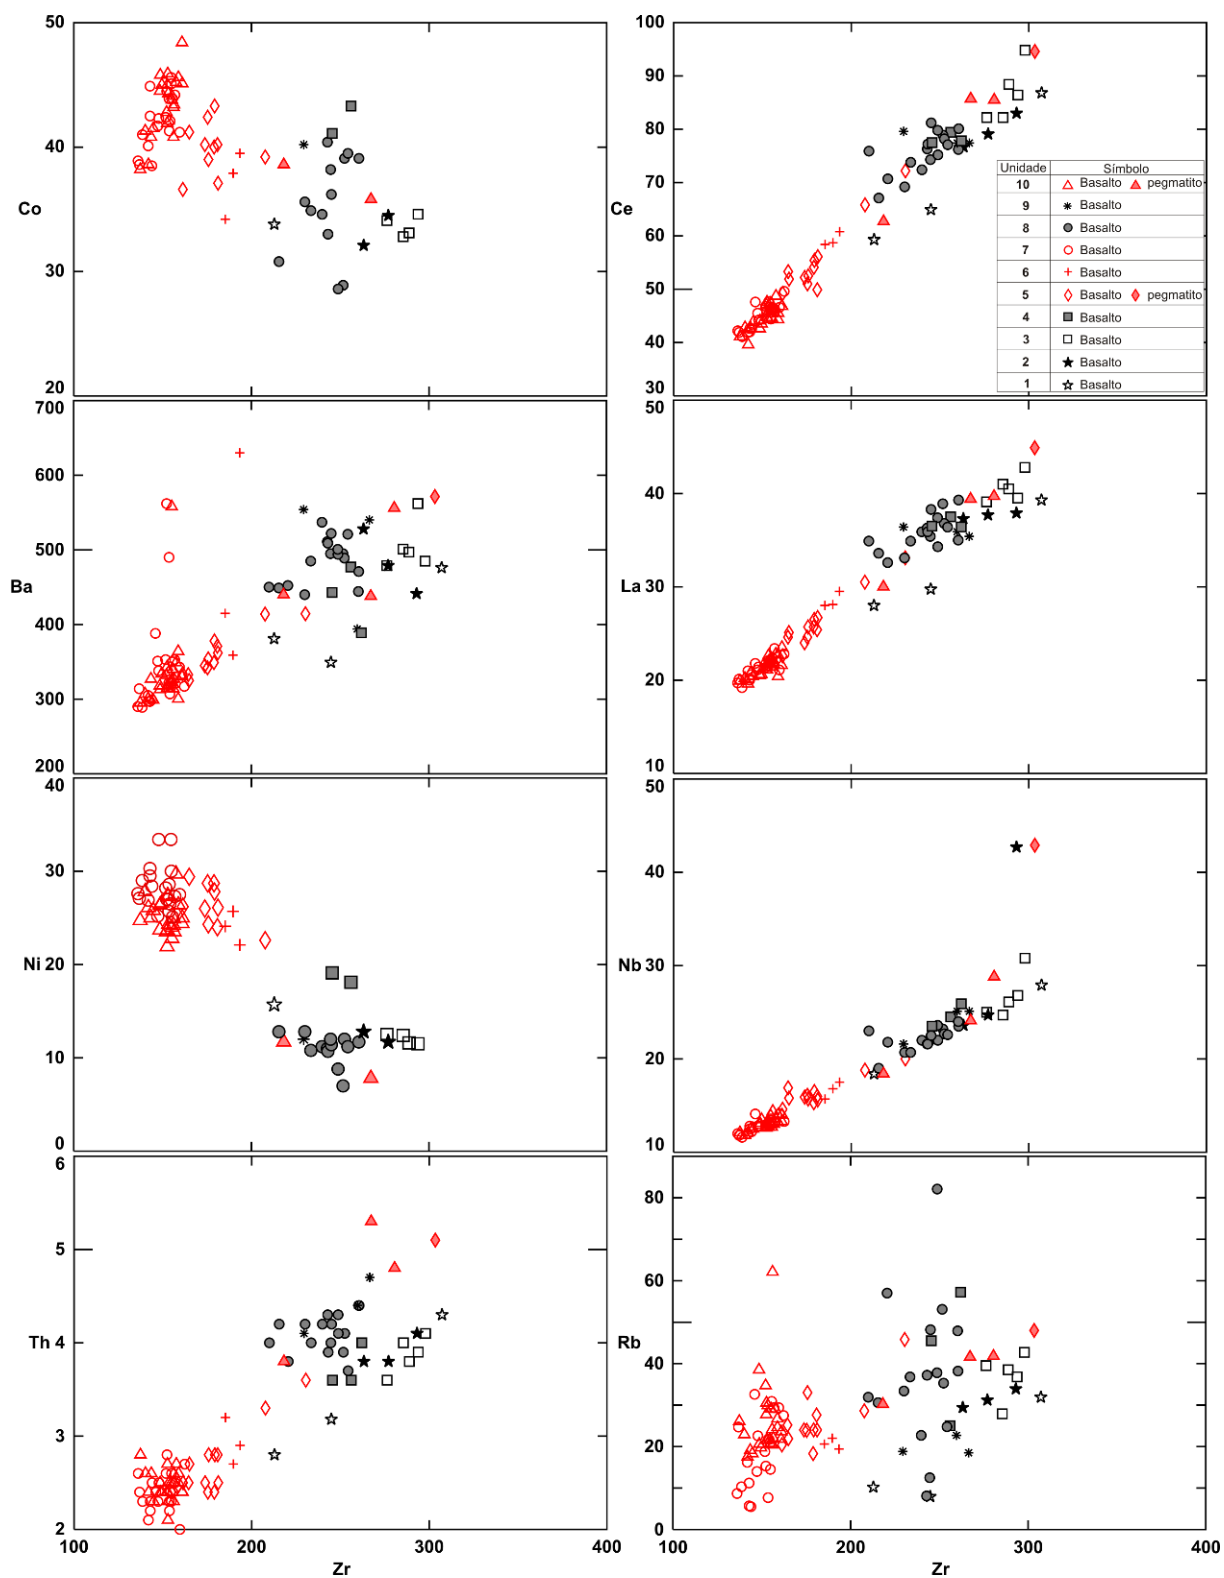 50
40
Co
30
20
100
90
80
70
Ce
60
50
40
30
Unidade Símbolo
10 Basalto pegmatito
9 Basalto
8 Basalto
7 Basalto
6 Basalto
5 Basalto pegmatito
4 Basalto
3 Basalto
2 Basalto
1 Basalto
700
600
500
Ba
400
300
200
50
40
La
30
20
10
40
30
Ni
20
10
0
50
40
Nb
30
20
10
6
5
Th
4
3
2
100
200
300
400
Zr
80
60
Rb
40
20
0
100
200
300
400
Zr